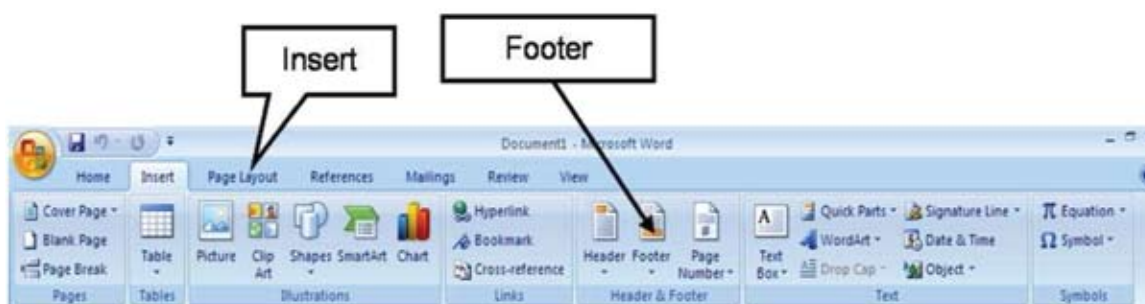 Insert
Footer
Document1 - Microsoft Word
Home Insert Page Layout References Mailings Review View
Cover Page
Blank Page
Page Break
Pages
Table
Tables
Picture Clip Art Shapes SmartArt Chart
Illustrations
Hyperlink
Bookmark
Cross-reference
Links
Header Footer Page Number
Header & Footer
Text Box
Quick Parts
WordArt
Drop Cap
Signature Line
Date & Time
Object
Text
π Equation
Ω Symbol
Symbols